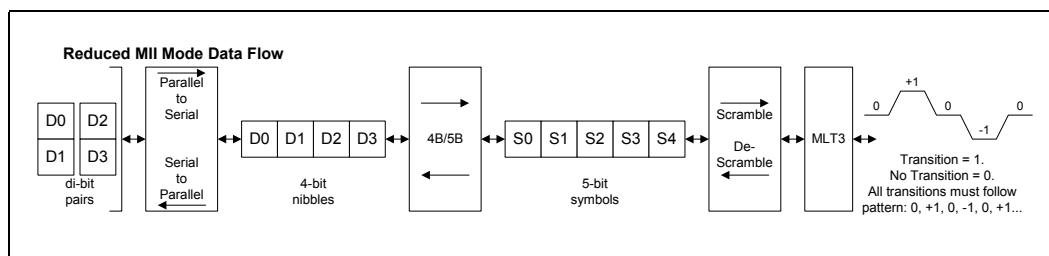 Reduced MII Mode Data Flow
D0 D2
D1 D3
di-bit
pairs
Parallel
to
Serial
Serial
to
Parallel
D0 D1 D2 D3
4-bit
nibbles
4B/5B
S0 S1 S2 S3 S4
5-bit
symbols
Scramble
De-
Scramble
MLT3
0 +1 0 -1 0
Transition = 1.
No Transition = 0.
All transitions must follow
pattern: 0, +1, 0, -1, 0, +1...